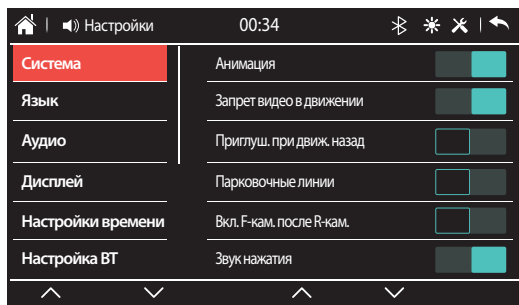 Настройки 00:34
Система
Язык
Аудио
Дисплей
Настройки времени
Настройка BT
Анимация
Запрет видео в движении
Приглуш. при движ. назад
Парковочные линии
Вкл. F-кам. после R-кам.
Звук нажатия